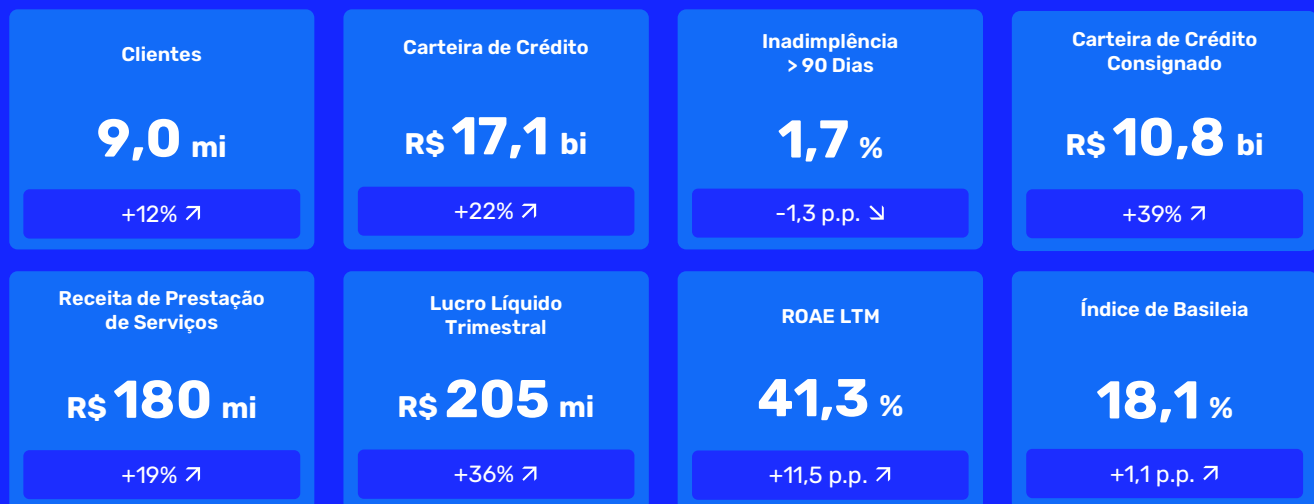 Clientes
9,0 mi
+12% ↗
Carteira de Crédito
R$ 17,1 bi
+22% ↗
Inadimplência
> 90 Dias
1,7 %
-1,3 p.p. ↘
Carteira de Crédito
Consignado
R$ 10,8 bi
+39% ↗
Receita de Prestação
de Serviços
R$ 180 mi
+19% ↗
Lucro Líquido
Trimestral
R$ 205 mi
+36% ↗
ROAE LTM
41,3 %
+11,5 p.p. ↗
Índice de Basileia
18,1 %
+1,1 p.p. ↗